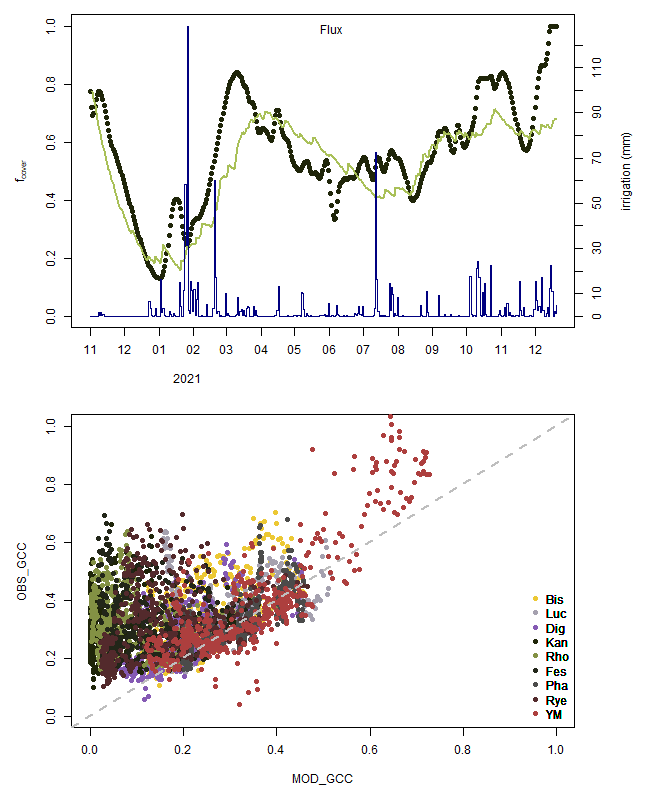 Flux
1.0
0.8
0.6
0.4
0.2
0.0
fcover
110
90
70
50
30
10
0
irrigation (mm)
11 12 01 02 03 04 05 06 07 08 09 10 11 12
2021
1.0
0.8
0.6
0.4
0.2
0.0
OBS_GCC
Bis
Luc
Dig
Kan
Rho
Fes
Pha
Rye
YM
0.0 0.2 0.4 0.6 0.8 1.0
MOD_GCC